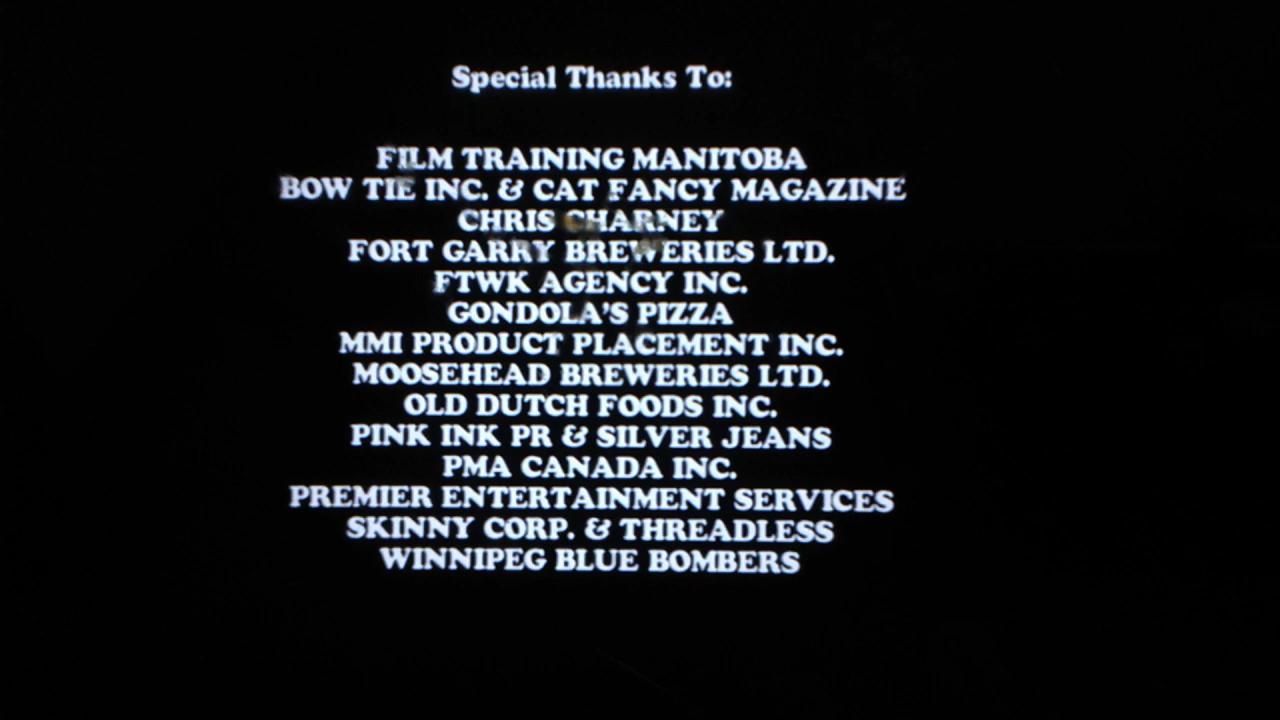 Special Thanks To:
FILM TRAINING MANITOBA
BOW TIE INC. & CAT FANCY MAGAZINE
CHRIS CHARNEY
FORT GARRY BREWERIES LTD.
FTWK AGENCY INC.
GONDOLA'S PIZZA
MMI PRODUCT PLACEMENT INC.
MOOSEHEAD BREWERIES LTD.
OLD DUTCH FOODS INC.
PINK INK PR & SILVER JEANS
PMA CANADA INC.
PREMIER ENTERTAINMENT SERVICES
SKINNY CORP. & THREADLESS
WINNIPEG BLUE BOMBERS